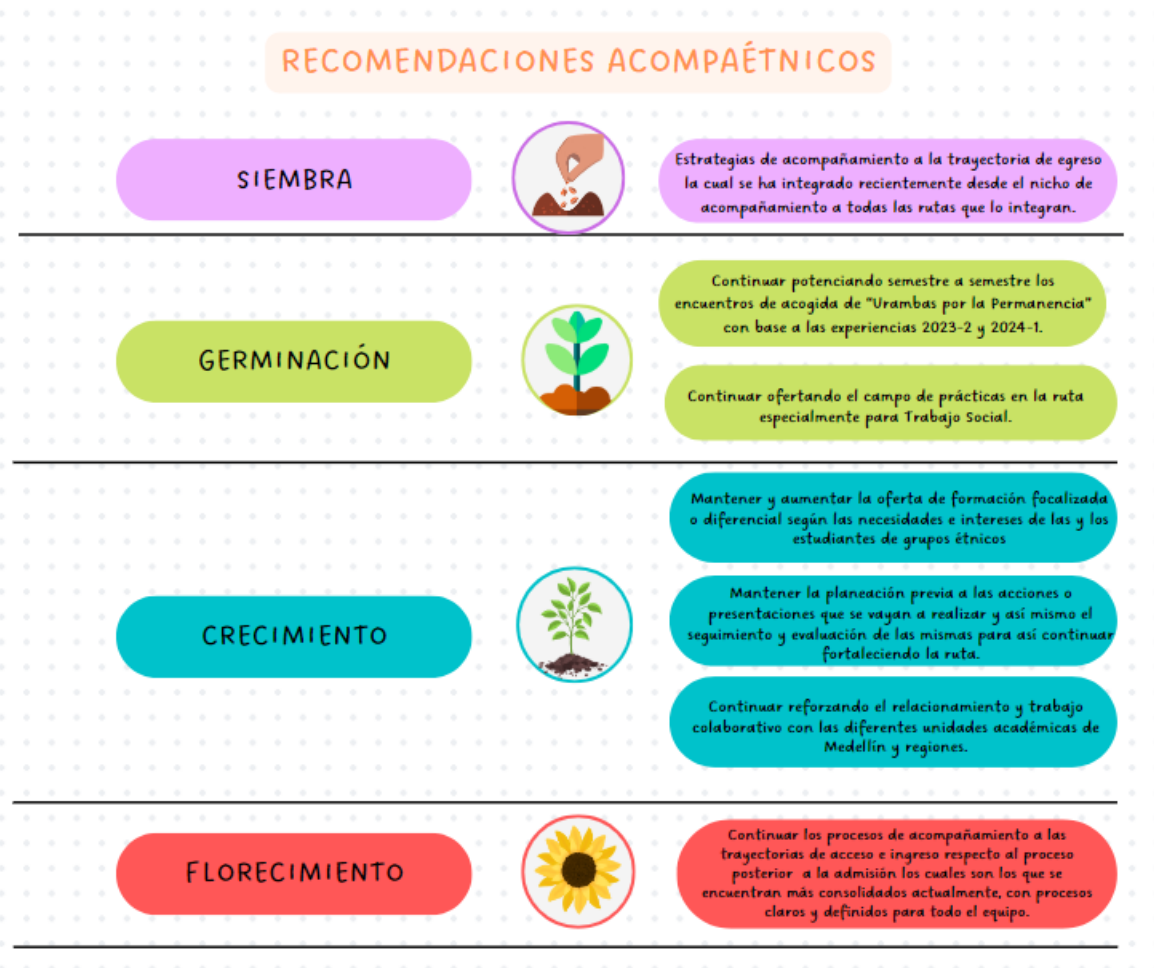 RECOMENDACIONES ACOMPAÉTNICOS
SIEMBRA
Estrategias de acompañamiento a la trayectoria de egreso
la cual se ha integrado recientemente desde el nicho de
acompañamiento a todas las rutas que lo integran.
GERMINACIÓN
Continuar potenciando semestre a semestre los
encuentros de acogida de "Urambas por la Permanencia"
con base a las experiencias 2023-2 y 2024-1.
Continuar ofertando el campo de prácticas en la ruta
especialmente para Trabajo Social.
CRECIMIENTO
Mantener y aumentar la oferta de formación focalizada
o diferencial según las necesidades e intereses de las y los
estudiantes de grupos étnicos
Mantener la planeación previa a las acciones o
presentaciones que se vayan a realizar y así mismo el
seguimiento y evaluación de las mismas para así continuar
fortaleciendo la ruta.
Continuar reforzando el relacionamiento y trabajo
colaborativo con las diferentes unidades académicas de
Medellín y regiones.
FLORECIMIENTO
Continuar los procesos de acompañamiento a las
trayectorias de acceso e ingreso respecto al proceso
posterior a la admisión los cuales son los que se
encuentran más consolidados actualmente, con procesos
claros y definidos para todo el equipo.